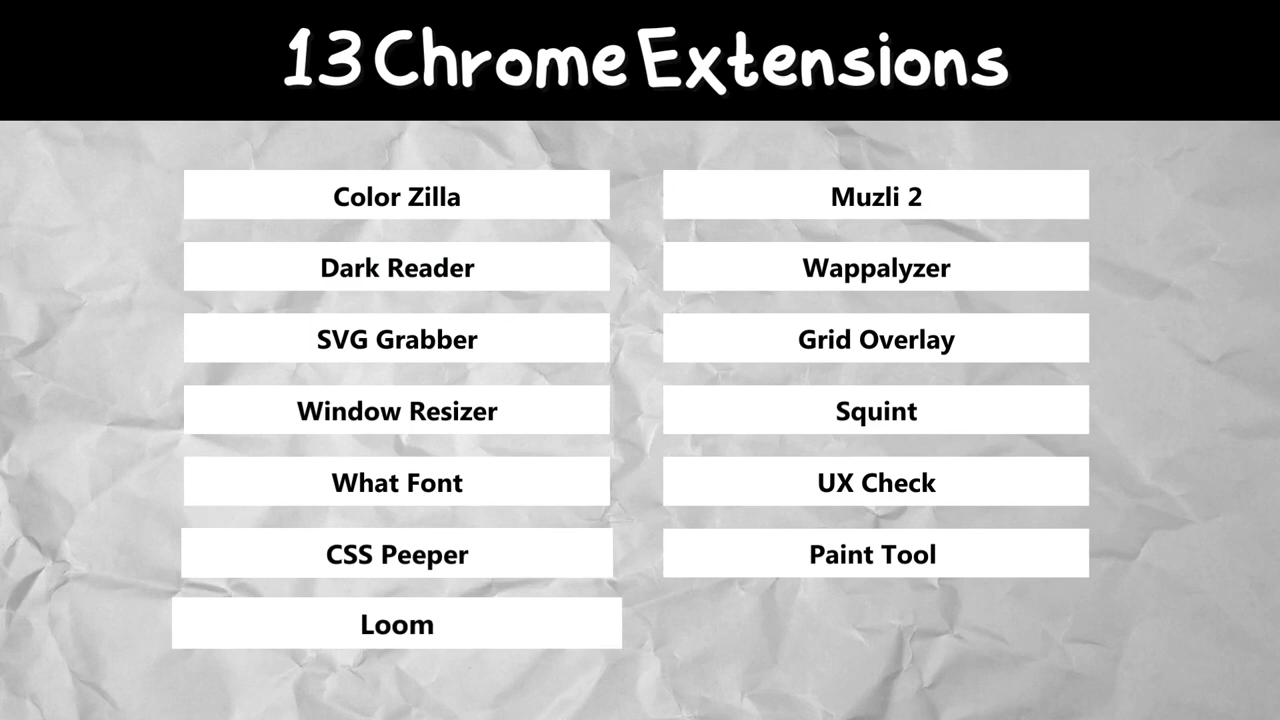 13 Chrome Extensions
Color Zilla
Dark Reader
SVG Grabber
Window Resizer
What Font
CSS Peeper
Loom
Muzli 2
Wappalyzer
Grid Overlay
Squint
UX Check
Paint Tool